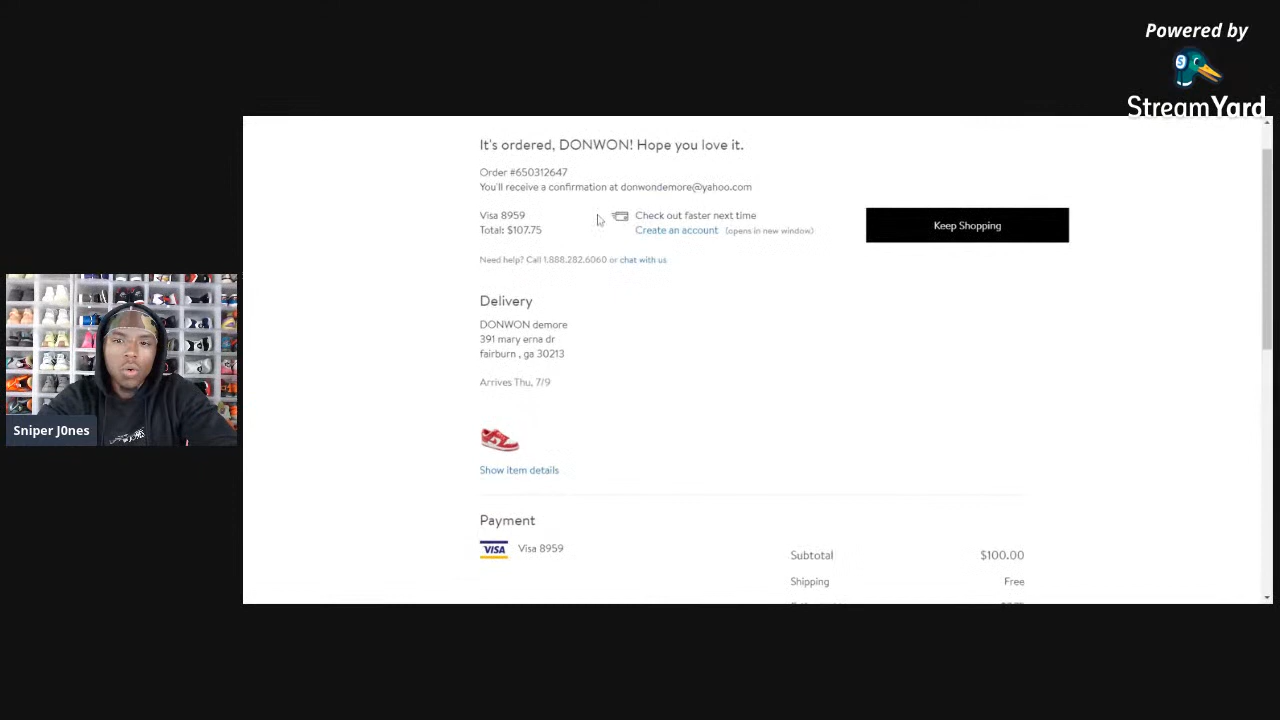 Powered by
StreamYard
It's ordered, DONWON! Hope you love it.
Order #650312647
You'll receive a confirmation at donwondemore@yahoo.com
Visa 8959
Total: $107.75
Check out faster next time
Create an account (opens in new window)
Keep Shopping
Need help? Call 1.888.282.6060 or chat with us
Delivery
DONWON demore
391 mary erna dr
fairburn , ga 30213
Arrives Thu, 7/9
Sniper J0nes
Show item details
Payment
VISA Visa 8959
Subtotal $100.00
Shipping Free